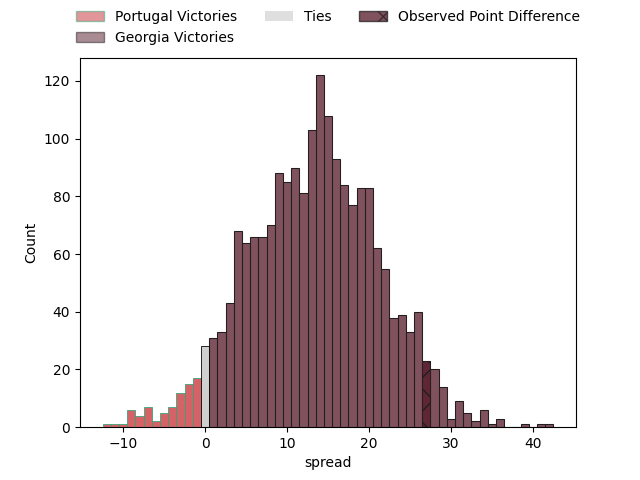 Portugal Victories
Georgia Victories
Ties
Observed Point Difference
120
100
80
60
40
20
0
Count
−10 0 10 20 30 40
spread